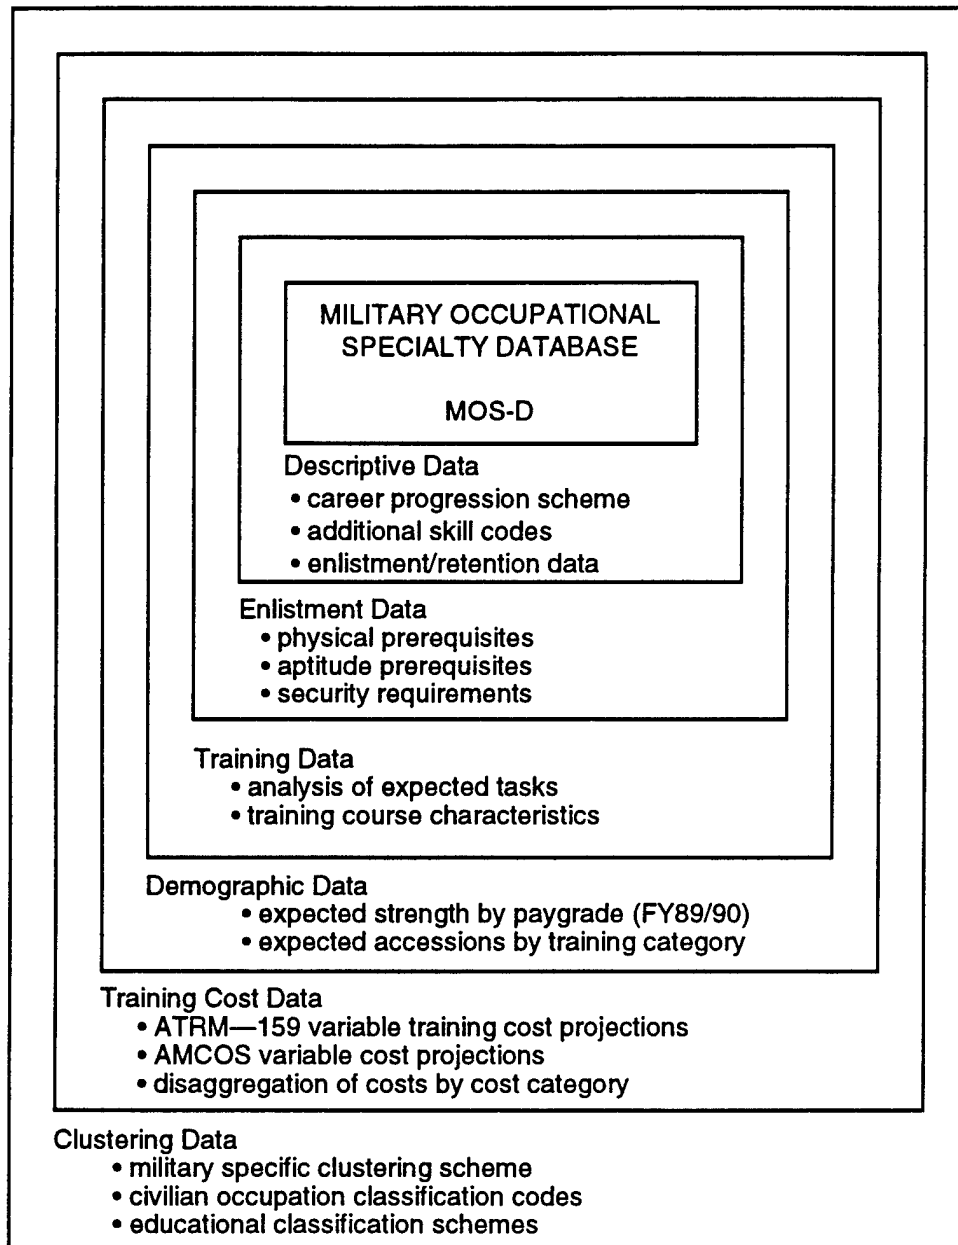 MILITARY OCCUPATIONAL
SPECIALTY DATABASE
MOS-D
Descriptive Data
• career progression scheme
• additional skill codes
• enlistment/retention data
Enlistment Data
• physical prerequisites
• aptitude prerequisites
• security requirements
Training Data
• analysis of expected tasks
• training course characteristics
Demographic Data
• expected strength by paygrade (FY89/90)
• expected accessions by training category
Training Cost Data
• ATRM—159 variable training cost projections
• AMCOS variable cost projections
• disaggregation of costs by cost category
Clustering Data
• military specific clustering scheme
• civilian occupation classification codes
• educational classification schemes